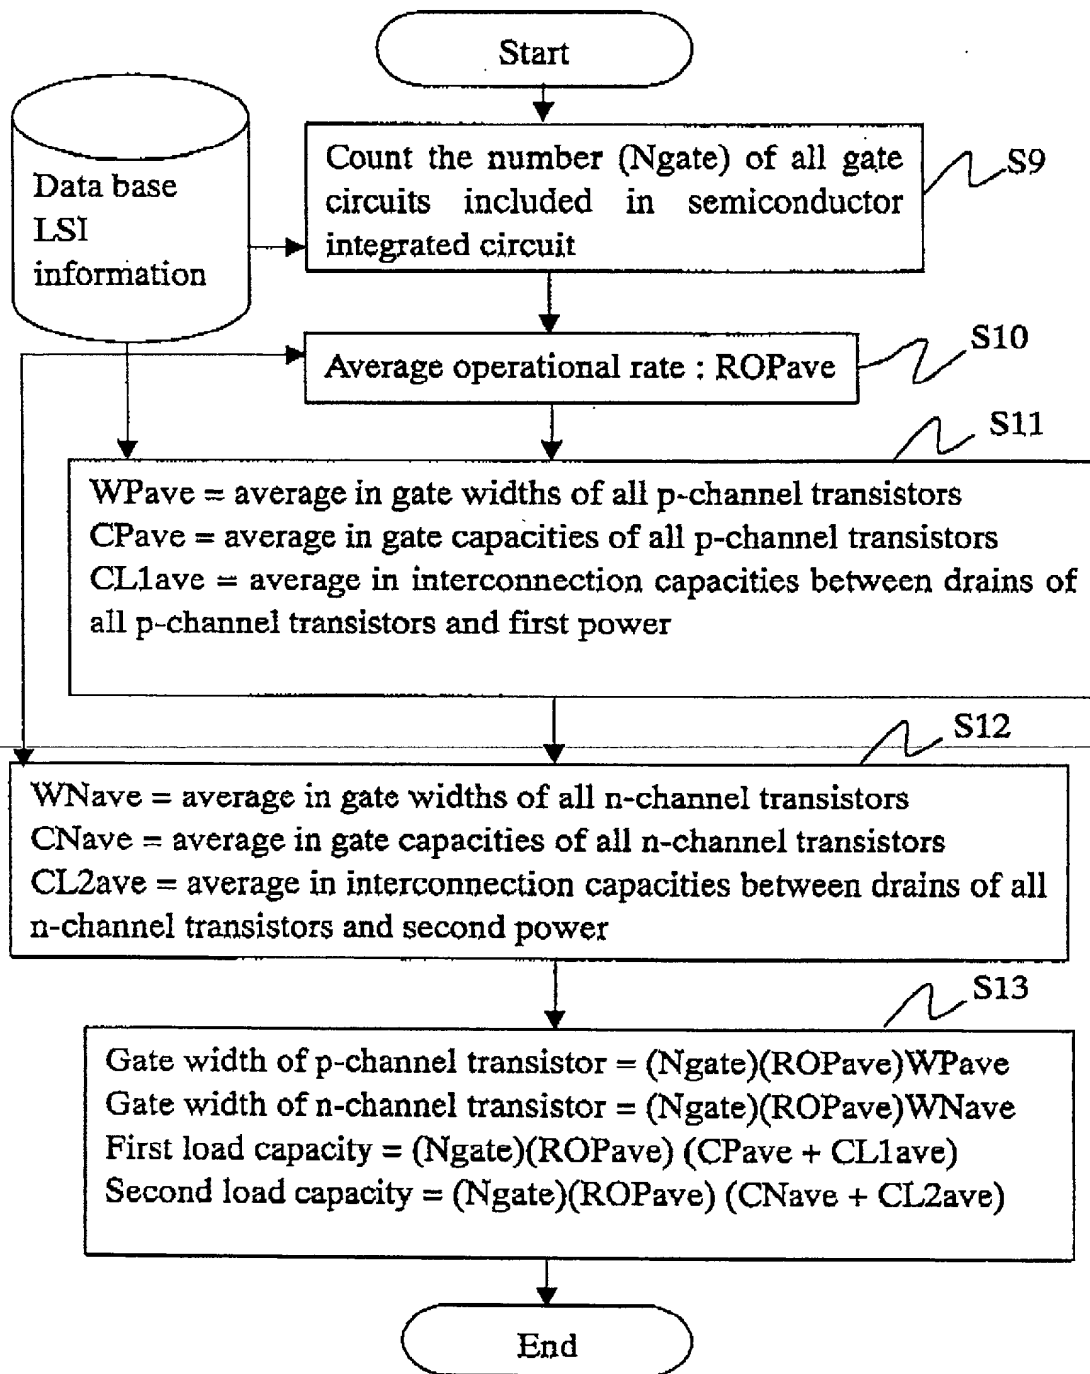 Start
Data base
LSI
information
Count the number (Ngate) of all gate
circuits included in semiconductor
integrated circuit
S9
Average operational rate : ROPave
S10
S11
WPave = average in gate widths of all p-channel transistors
CPave = average in gate capacities of all p-channel transistors
CL1ave = average in interconnection capacities between drains of
all p-channel transistors and first power
S12
WNave = average in gate widths of all n-channel transistors
CNave = average in gate capacities of all n-channel transistors
CL2ave = average in interconnection capacities between drains of all
n-channel transistors and second power
S13
Gate width of p-channel transistor = (Ngate)(ROPave)WPave
Gate width of n-channel transistor = (Ngate)(ROPave)WNave
First load capacity = (Ngate)(ROPave) (CPave + CL1ave)
Second load capacity = (Ngate)(ROPave) (CNave + CL2ave)
End